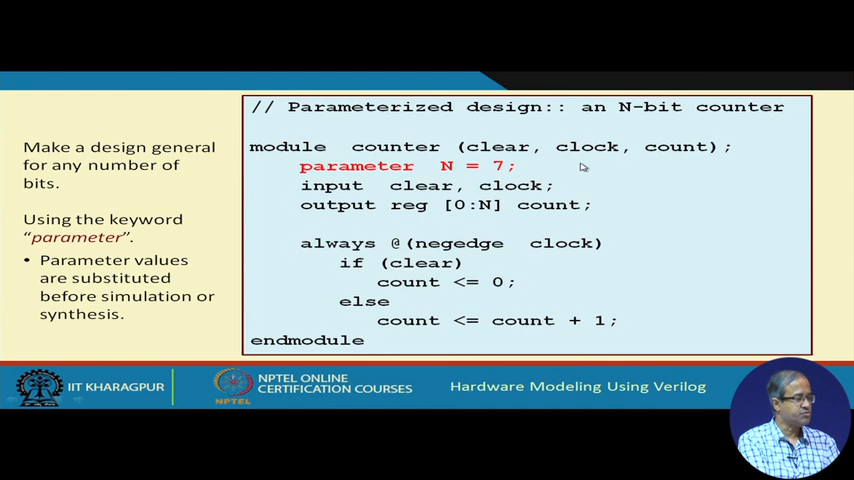 Make a design general
for any number of
bits.
Using the keyword
“parameter”.
• Parameter values
are substituted
before simulation or
synthesis.
// Parameterized design:: an N-bit counter
module counter (clear, clock, count);
parameter N = 7;
input clear, clock;
output reg [0:N] count;
always @(negedge clock)
if (clear)
count <= 0;
else
count <= count + 1;
endmodule
IIT KHARAGPUR
NPTEL
NPTEL ONLINE
CERTIFICATION COURSES
Hardware Modeling Using Verilog